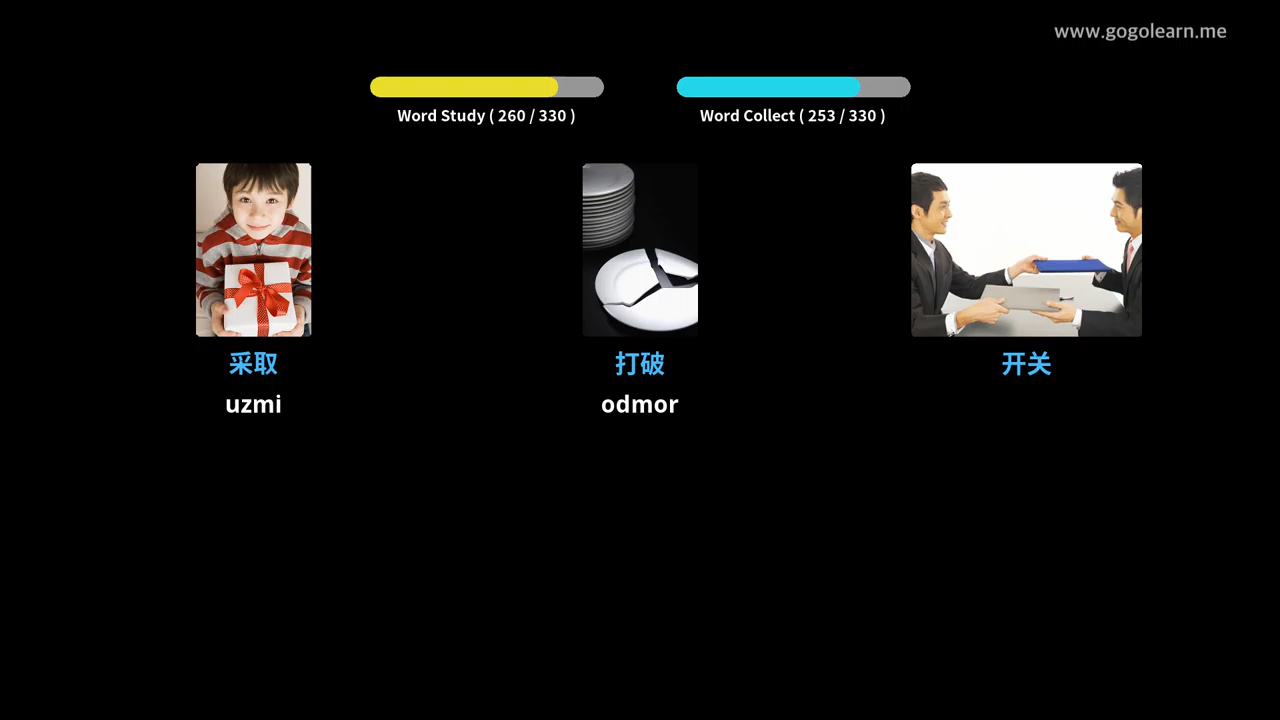 www.gogolearn.me
Word Study ( 260 / 330 )
Word Collect ( 253 / 330 )
采取
打破
开关
uzmi
odmor